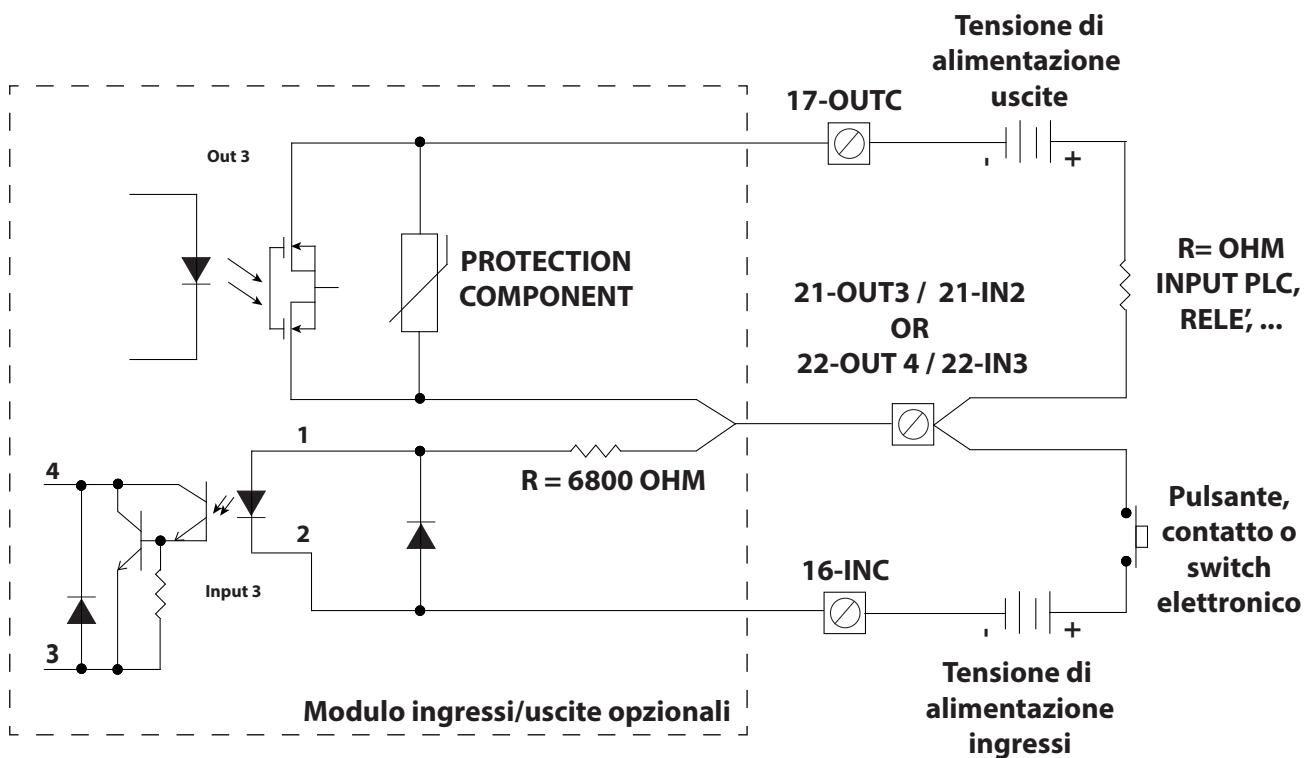 Tensione di
alimentazione
uscite
17-OUTC
Out 3
- +
PROTECTION
COMPONENT
21-OUT3 / 21-IN2
OR
22-OUT 4 / 22-IN3
R= OHM
INPUT PLC,
RELE', ...
1
R = 6800 OHM
4
2
Input 3
3
16-INC
- +
Pulsante,
contatto o
switch
elettronico
Modulo ingressi/uscite opzionali
Tensione di
alimentazione
ingressi